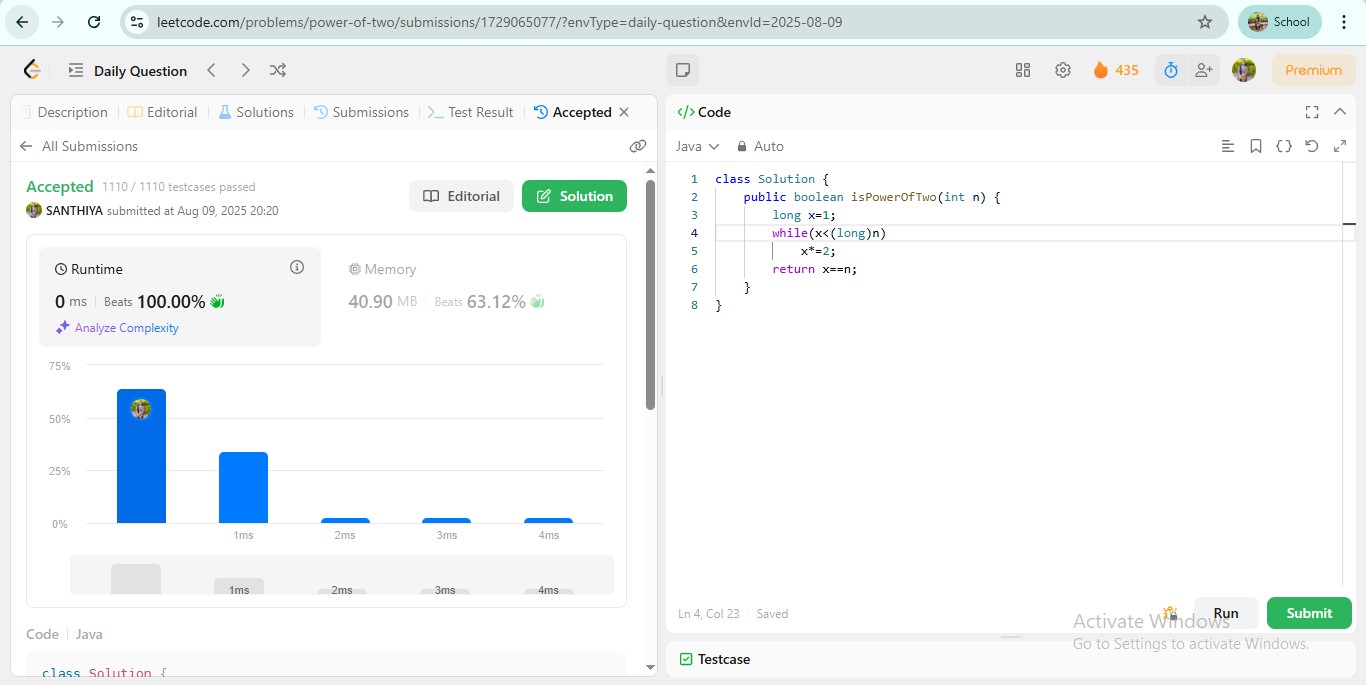 leetcode.com/problems/power-of-two/submissions/1729065077/?envType=daily-question&envId=2025-08-09
School
Daily Question
435
Premium
Description
Editorial
Solutions
Submissions
Test Result
Accepted
All Submissions
Accepted 1110 / 1110 testcases passed
SANTHIYA submitted at Aug 09, 2025 20:20
Editorial
Solution
Runtime
0 ms Beats 100.00%
Analyze Complexity
Memory
40.90 MB Beats 63.12%
75%
50%
25%
0%
1ms 2ms 3ms 4ms
1ms 2ms 3ms 4ms
Code Java
class Solution {
</> Code
Java Auto
1 class Solution {
2 public boolean isPowerOfTwo(int n) {
3 long x=1;
4 while(x<(long)n)
5 x*=2;
6 return x==n;
7 }
8 }
Ln 4, Col 23 Saved
Run
Submit
Activate Windows
Go to Settings to activate Windows.
Testcase